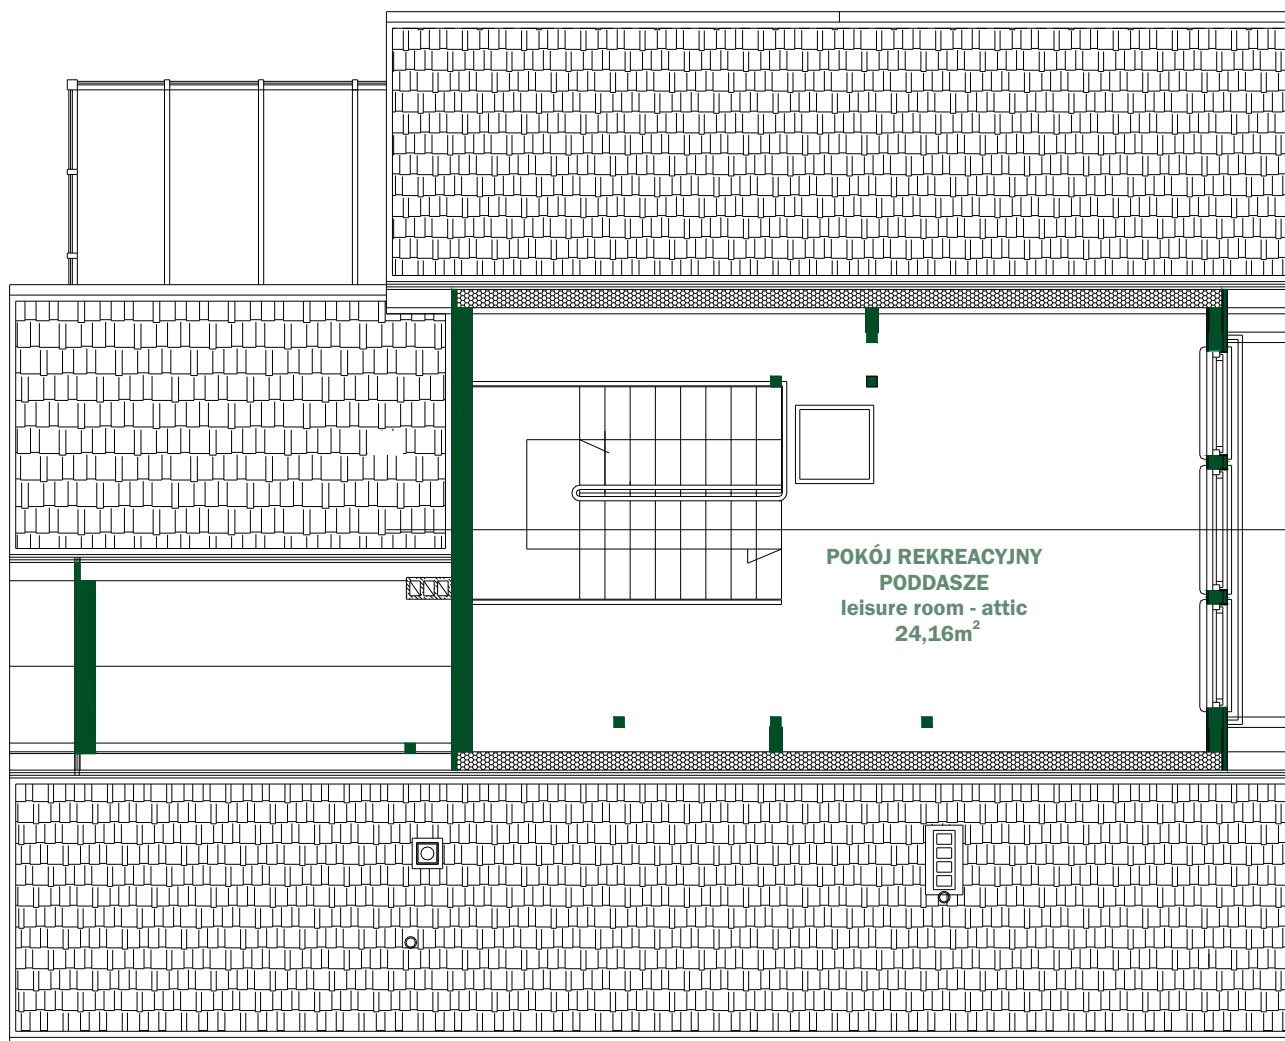 POKÓJ REKREACYJNY
PODDASZE
leisure room - attic
24,16m²